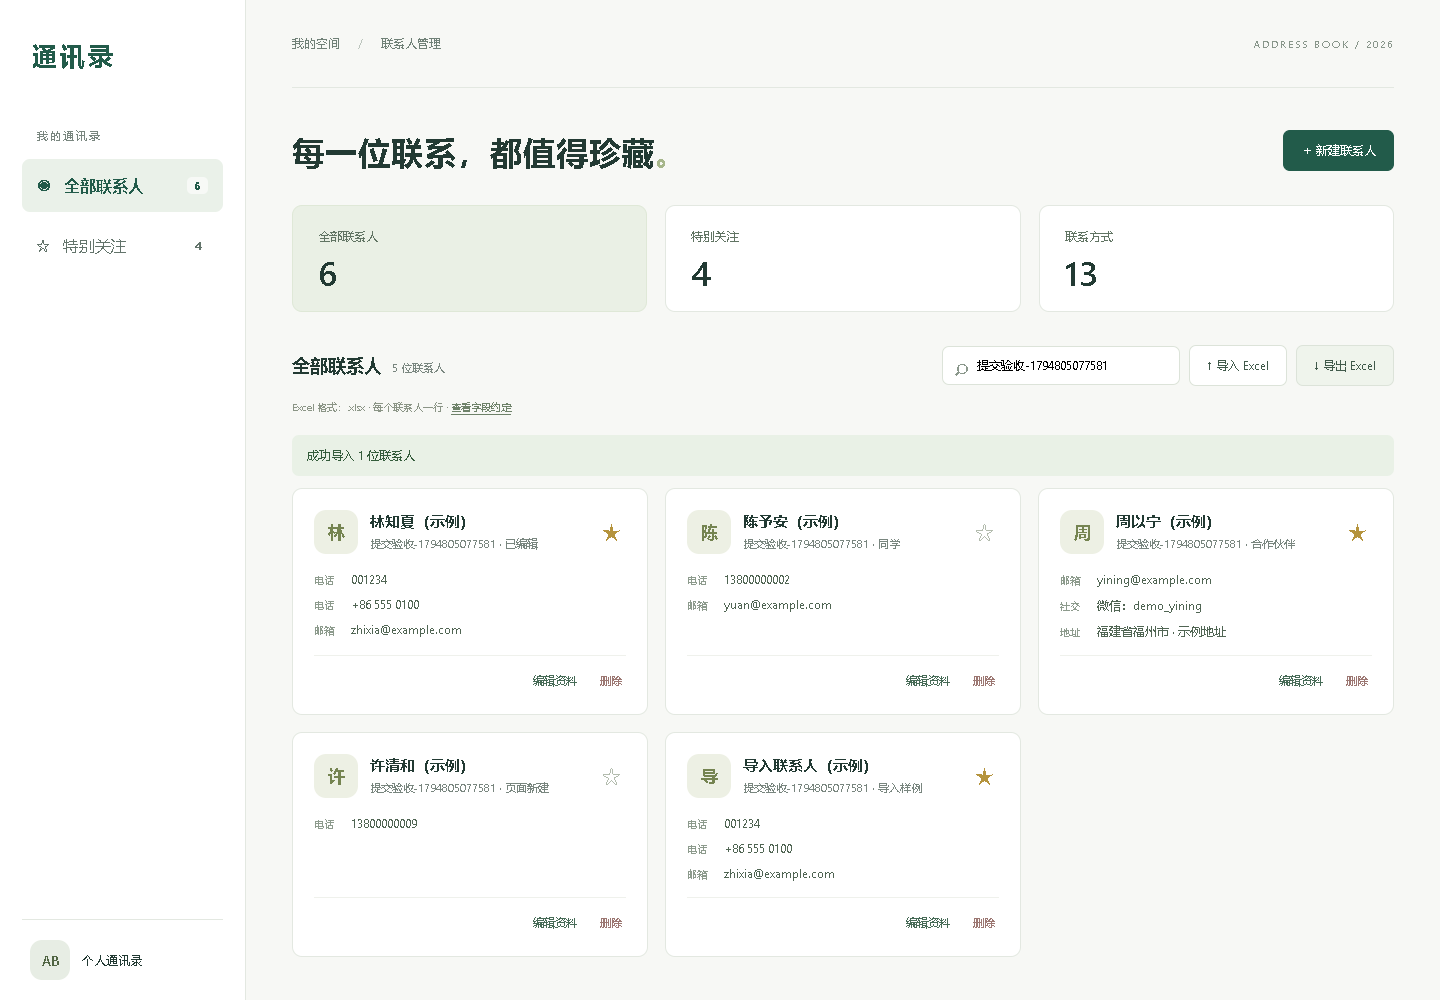 通讯录
我的通讯录
全部联系人 6
☆ 特别关注 4
AB 个人通讯录
我的空间 / 联系人管理
ADDRESS BOOK / 2026
每一位联系，都值得珍藏。
+ 新建联系人
全部联系人
6
特别关注
4
联系方式
13
全部联系人 5 位联系人
提交验收-1794805077581
↑ 导入 Excel
↓ 导出 Excel
Excel 格式：.xlsx · 每个联系人一行 · 查看字段约定
成功导入 1 位联系人
林
林知夏（示例）
提交验收-1794805077581 · 已编辑
★
电话 001234
电话 +86 555 0100
邮箱 zhixia@example.com
编辑资料 删除
陈
陈予安（示例）
提交验收-1794805077581 · 同学
☆
电话 13800000002
邮箱 yuan@example.com
编辑资料 删除
周
周以宁（示例）
提交验收-1794805077581 · 合作伙伴
★
邮箱 yining@example.com
社交 微信：demo_yining
地址 福建省福州市 · 示例地址
编辑资料 删除
许
许清和（示例）
提交验收-1794805077581 · 页面新建
☆
电话 13800000009
编辑资料 删除
导
导入联系人（示例）
提交验收-1794805077581 · 导入样例
★
电话 001234
电话 +86 555 0100
邮箱 zhixia@example.com
编辑资料 删除